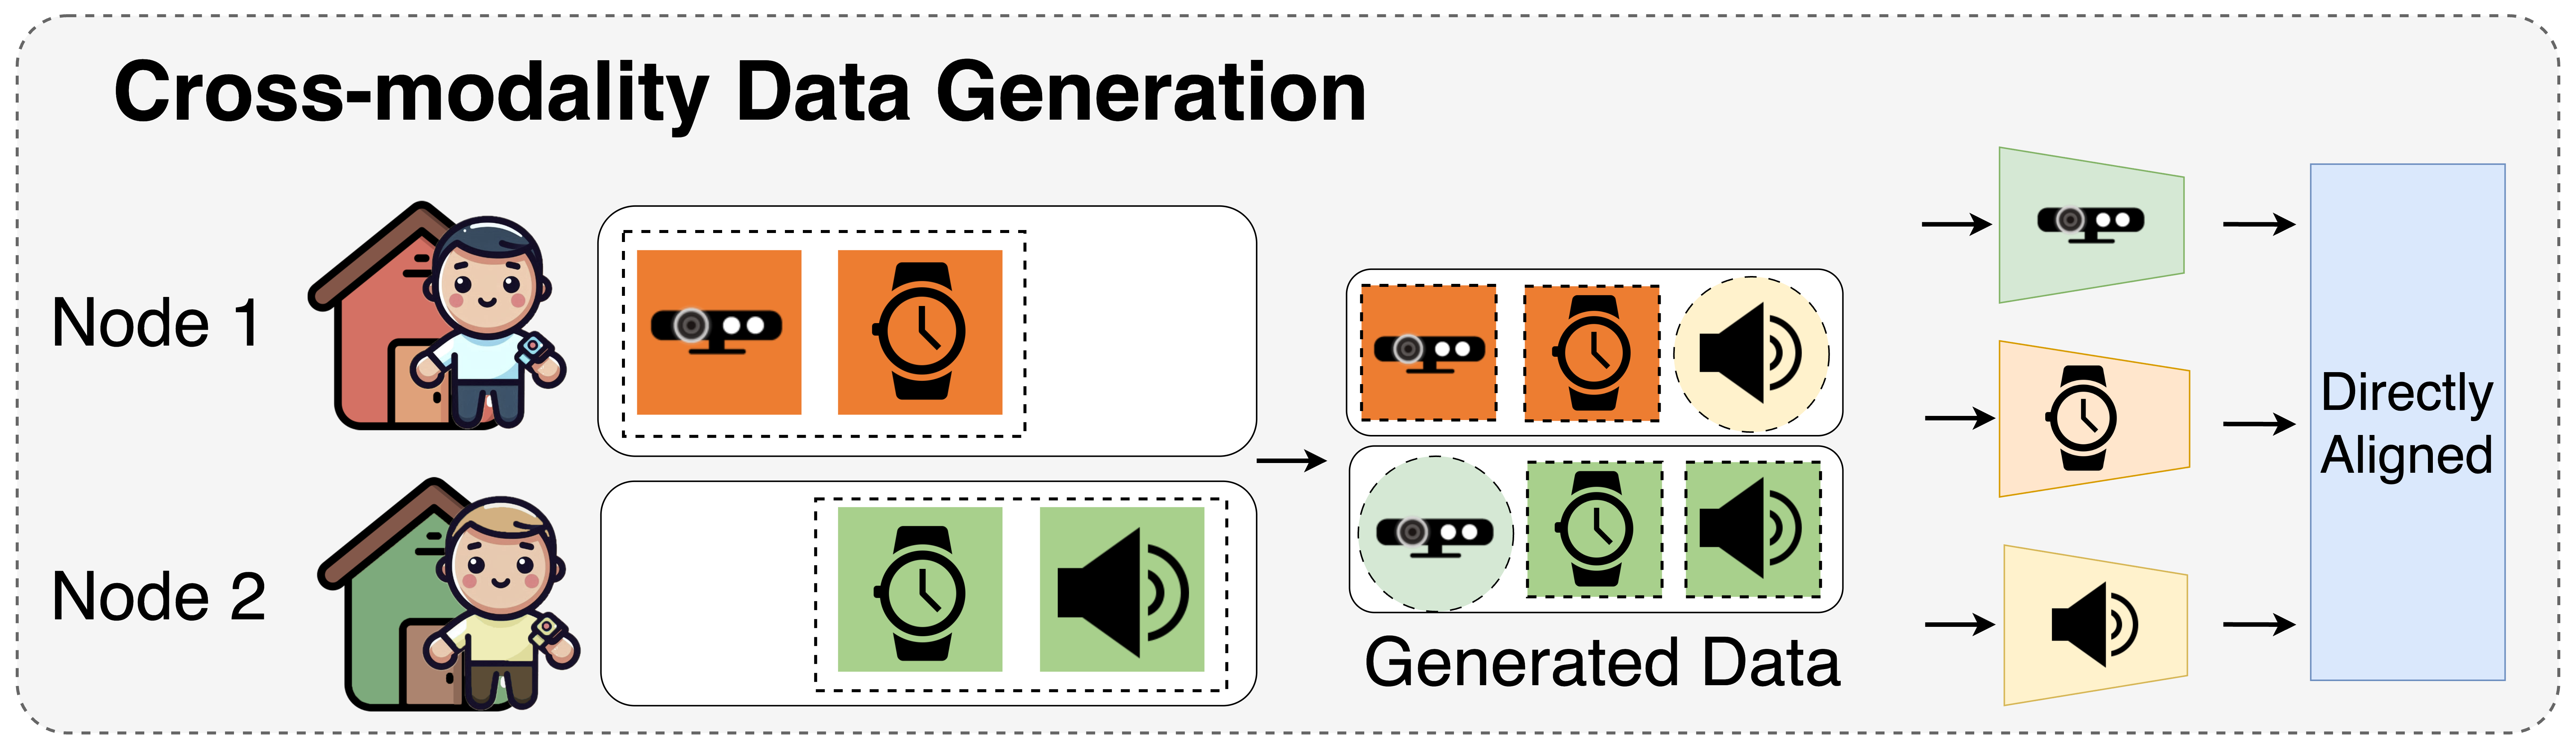 Cross-modality Data Generation
Node 1
Node 2
Generated Data
Directly
Aligned